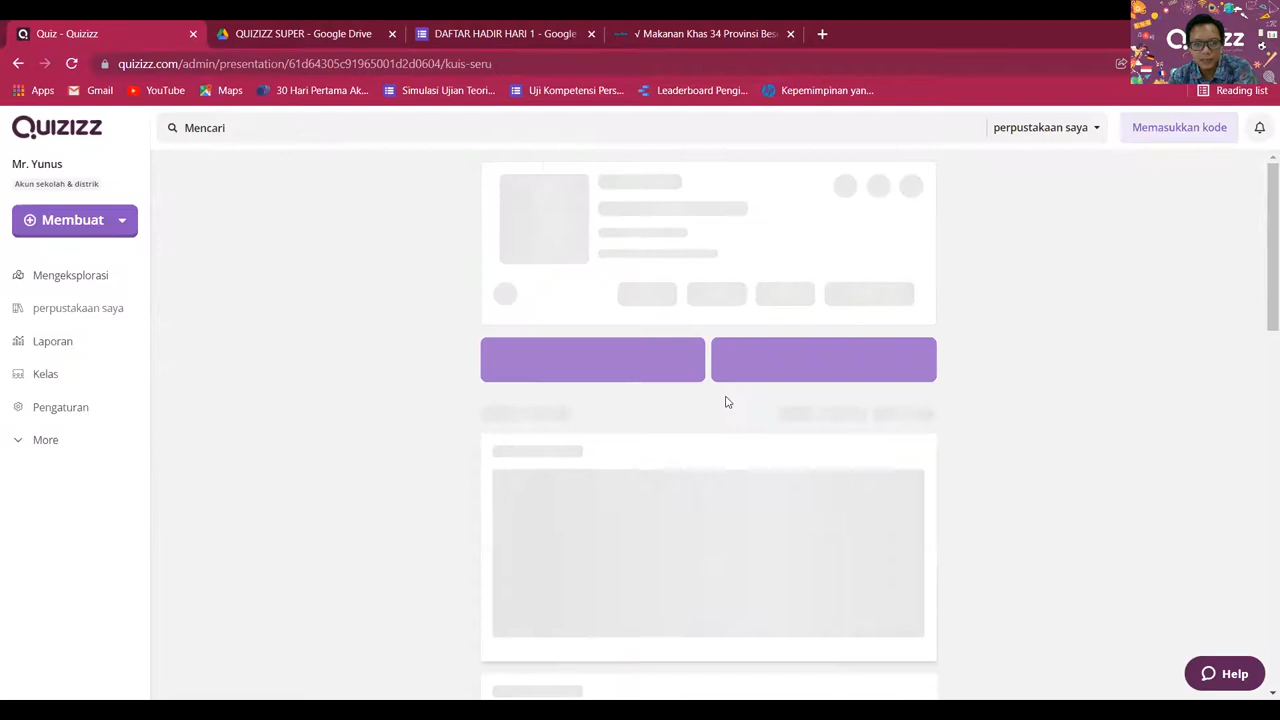 Quiz - Quizizz
QUIZIZZ SUPER - Google Drive
DAFTAR HADIR HARI 1 - Google
√ Makanan Khas 34 Provinsi Bes
quizizz.com/admin/presentation/61d64305c91965001d2d0604/kuis-seru
Apps
Gmail
YouTube
Maps
30 Hari Pertama Ak...
Simulasi Ujian Teori...
Uji Kompetensi Pers...
Leaderboard Pengi...
Kepemimpinan yan...
Reading list
QUIZIZZ
Mencari
perpustakaan saya
Memasukkan kode
Mr. Yunus
Akun sekolah & distrik
Membuat
Mengeksplorasi
perpustakaan saya
Laporan
Kelas
Pengaturan
More
Help